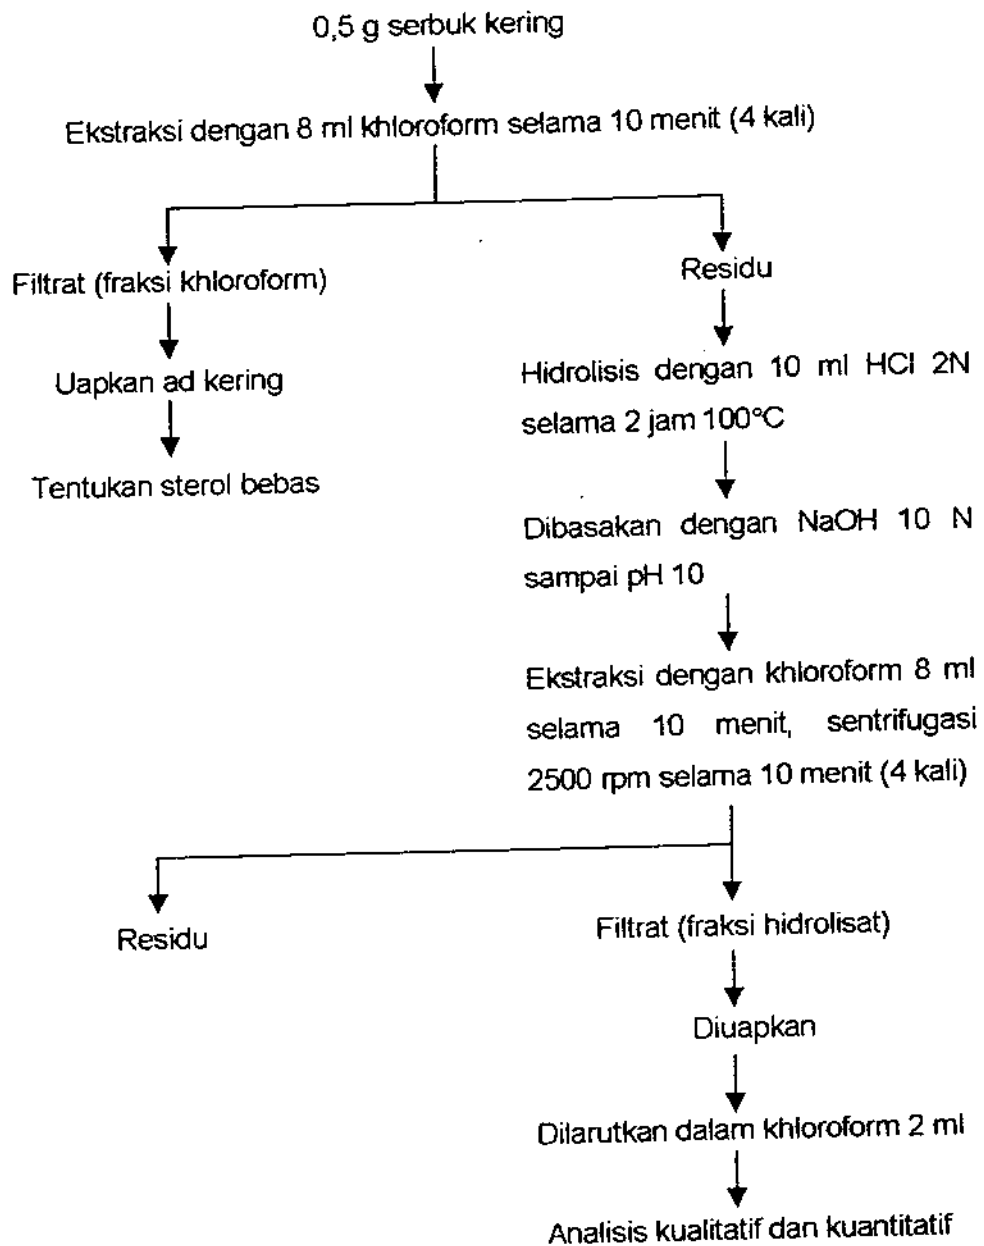 0,5 g serbuk kering
Ekstraksi dengan 8 ml khloroform selama 10 menit (4 kali)
Filtrat (fraksi khloroform)
Uapkan ad kering
Tentukan sterol bebas
Residu
Hidrolisis dengan 10 ml HCl 2N
selama 2 jam 100°C
Dibasakan dengan NaOH 10 N
sampai pH 10
Ekstraksi dengan khloroform 8 ml
selama 10 menit, sentrifugasi
2500 rpm selama 10 menit (4 kali)
Residu
Filtrat (fraksi hidrolisat)
Diuapkan
Dilarutkan dalam khloroform 2 ml
Analisis kualitatif dan kuantitatif